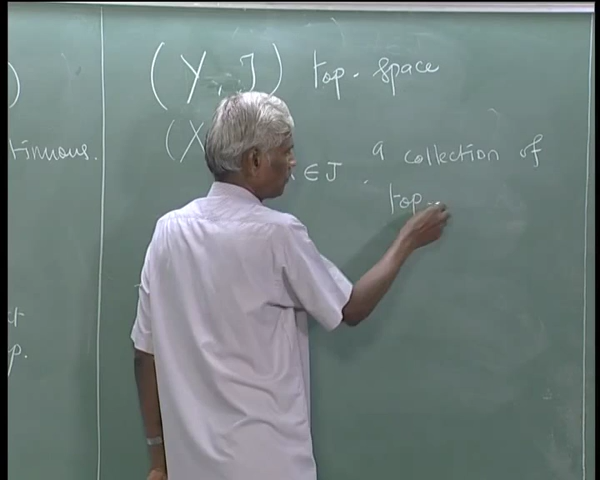 )
tinuous.
p.
(Y, J) top. space
(X ∈ J . a collection of
top.